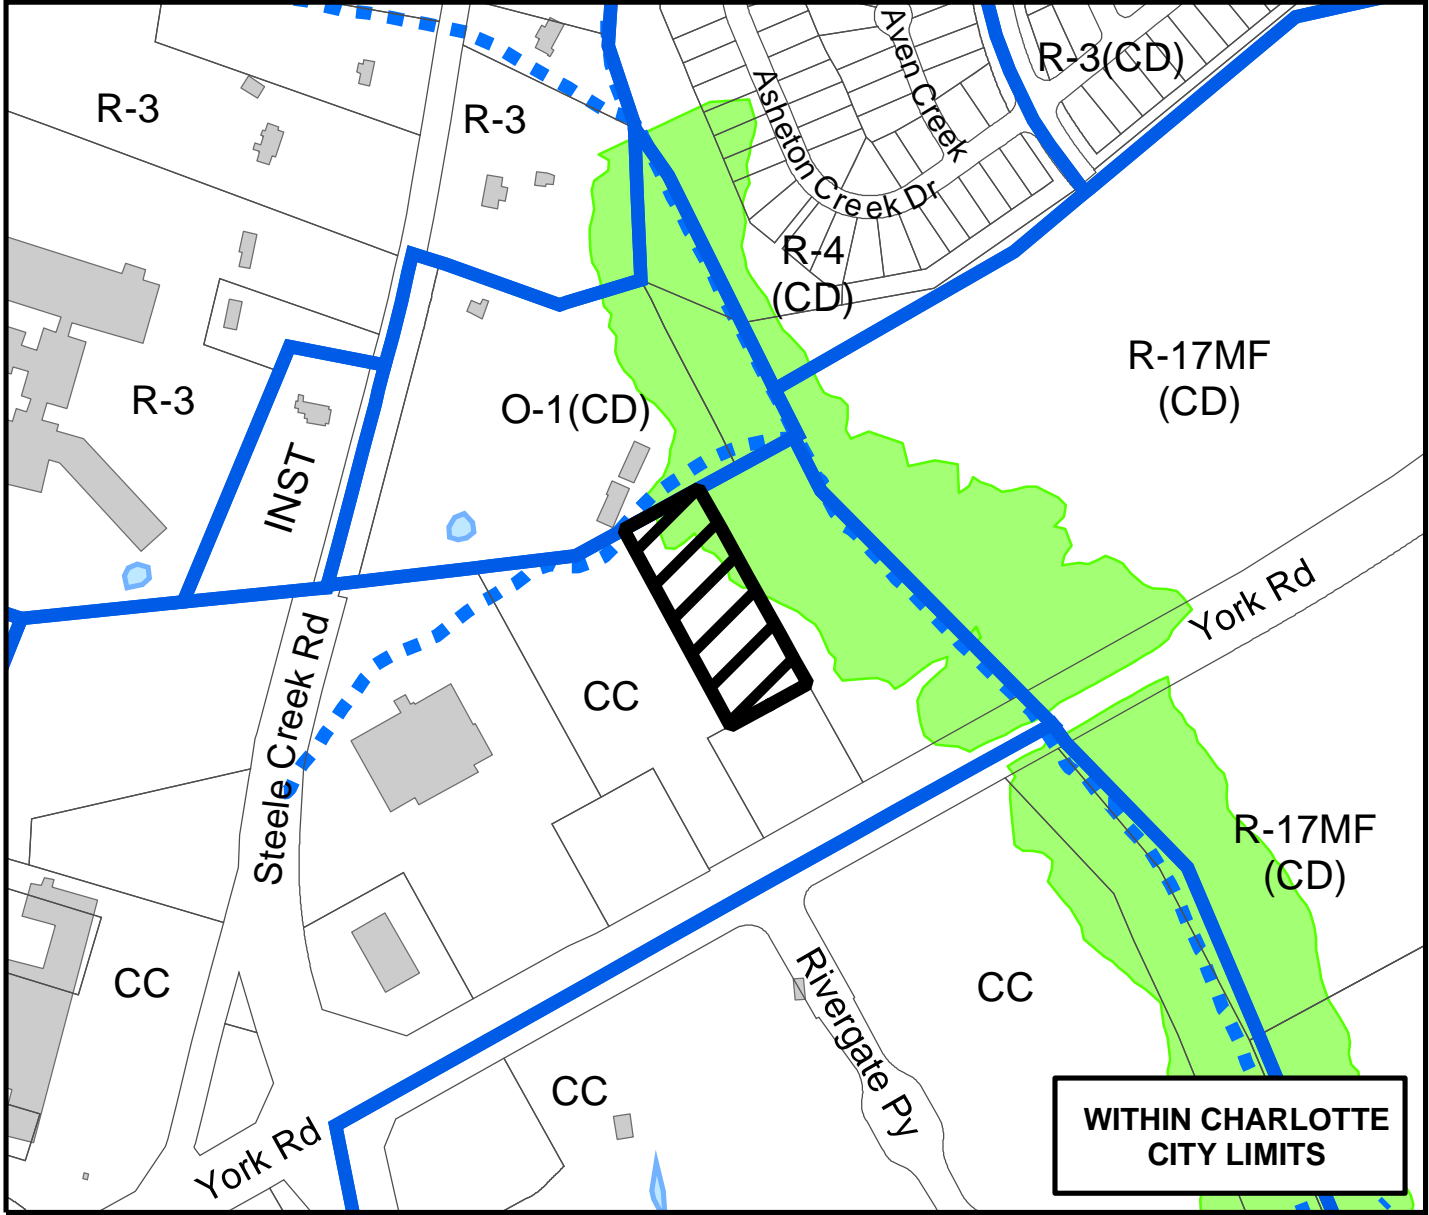 R-3(CD)
Aven Creek
R-3
R-3
Asheton Creek Dr
R-4
(CD)
R-17MF
(CD)
R-3
O-1(CD)
INST
York Rd
Steele Creek Rd
CC
R-17MF
(CD)
CC
Rivergate Py
CC
CC
York Rd
WITHIN CHARLOTTE
CITY LIMITS